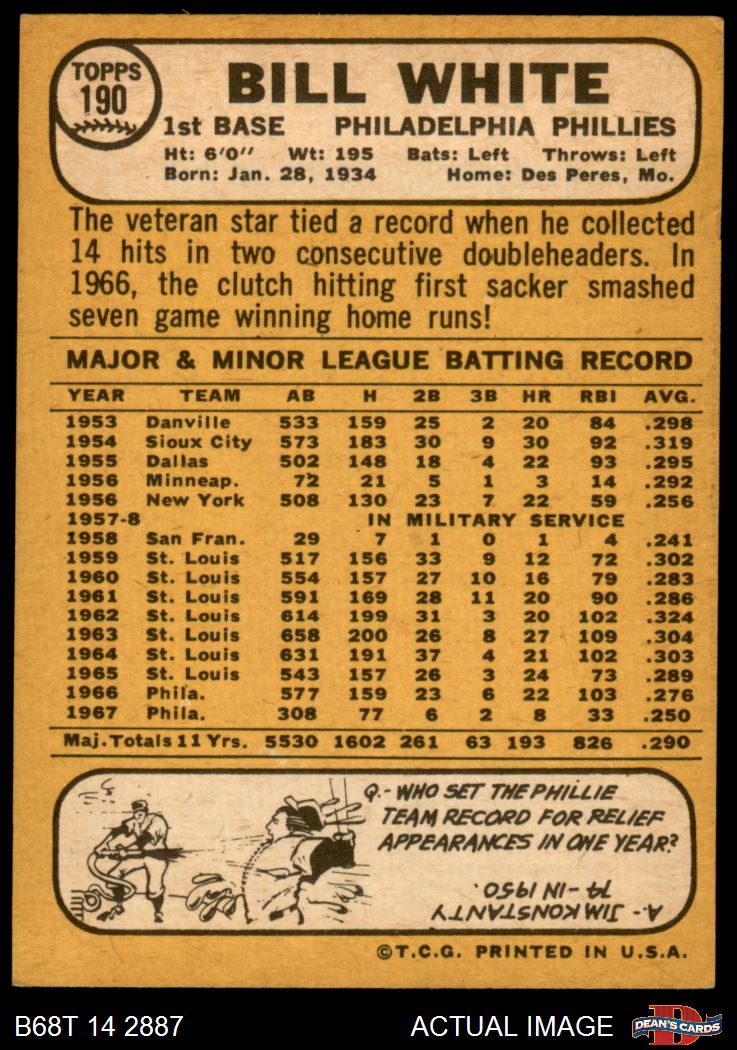 TOPPS
190
BILL WHITE
1st BASE PHILADELPHIA PHILLIES
Ht: 6'0" Wt: 195 Bats: Left Throws: Left
Born: Jan. 28, 1934 Home: Des Peres, Mo.
The veteran star tied a record when he collected
14 hits in two consecutive doubleheaders. In
1966, the clutch hitting first sacker smashed
seven game winning home runs!
MAJOR & MINOR LEAGUE BATTING RECORD
YEAR TEAM AB H 2B 3B HR RBI AVG.
1953 Danville 533 159 25 2 20 84 .298
1954 Sioux City 573 183 30 9 30 92 .319
1955 Dallas 502 148 18 4 22 93 .295
1956 Minneap. 72 21 5 1 3 14 .292
1956 New York 508 130 23 7 22 59 .256
1957-8 IN MILITARY SERVICE
1958 San Fran. 29 7 1 0 1 4 .241
1959 St. Louis 517 156 33 9 12 72 .302
1960 St. Louis 554 157 27 10 16 79 .283
1961 St. Louis 591 169 28 11 20 90 .286
1962 St. Louis 614 199 31 3 20 102 .324
1963 St. Louis 658 200 26 8 27 109 .304
1964 St. Louis 631 191 37 4 21 102 .303
1965 St. Louis 543 157 26 3 24 73 .289
1966 Phila. 577 159 23 6 22 103 .276
1967 Phila. 308 77 6 2 8 33 .250
Maj. Totals 11 Yrs. 5530 1602 261 63 193 826 .290
Q.- WHO SET THE PHILLIE
TEAM RECORD FOR RELIEF
APPEARANCES IN ONE YEAR?
A.- JIM KONSTANTY
74 - IN 1950.
©T.C.G. PRINTED IN U.S.A.
B68T 14 2887 ACTUAL IMAGE
D
DEAN'S CARDS